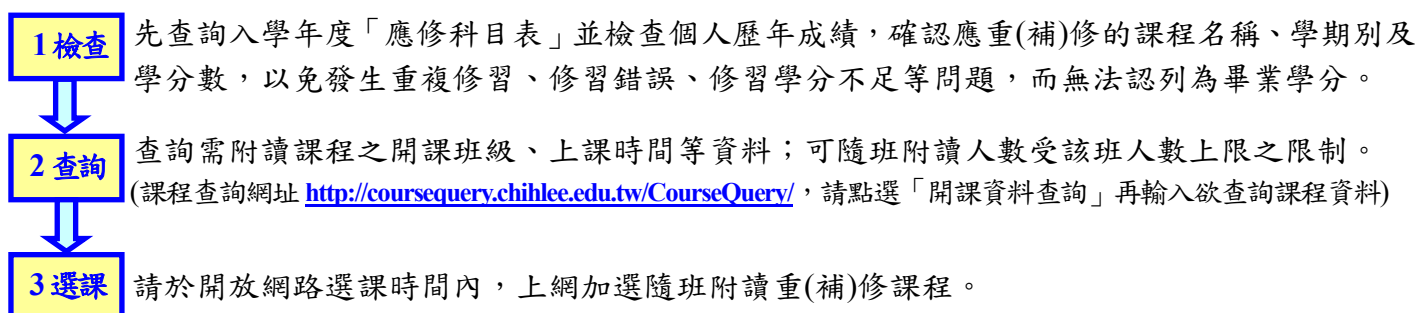 1 檢查
先查詢入學年度「應修科目表」並檢查個人歷年成績，確認應重(補)修的課程名稱、學期別及
學分數，以免發生重複修習、修習錯誤、修習學分不足等問題，而無法認列為畢業學分。
2 查詢
查詢需附讀課程之開課班級、上課時間等資料；可隨班附讀人數受該班人數上限之限制。
(課程查詢網址 http://coursequery.chihlee.edu.tw/CourseQuery/，請點選「開課資料查詢」再輸入欲查詢課程資料)
3 選課
請於開放網路選課時間內，上網加選隨班附讀重(補)修課程。